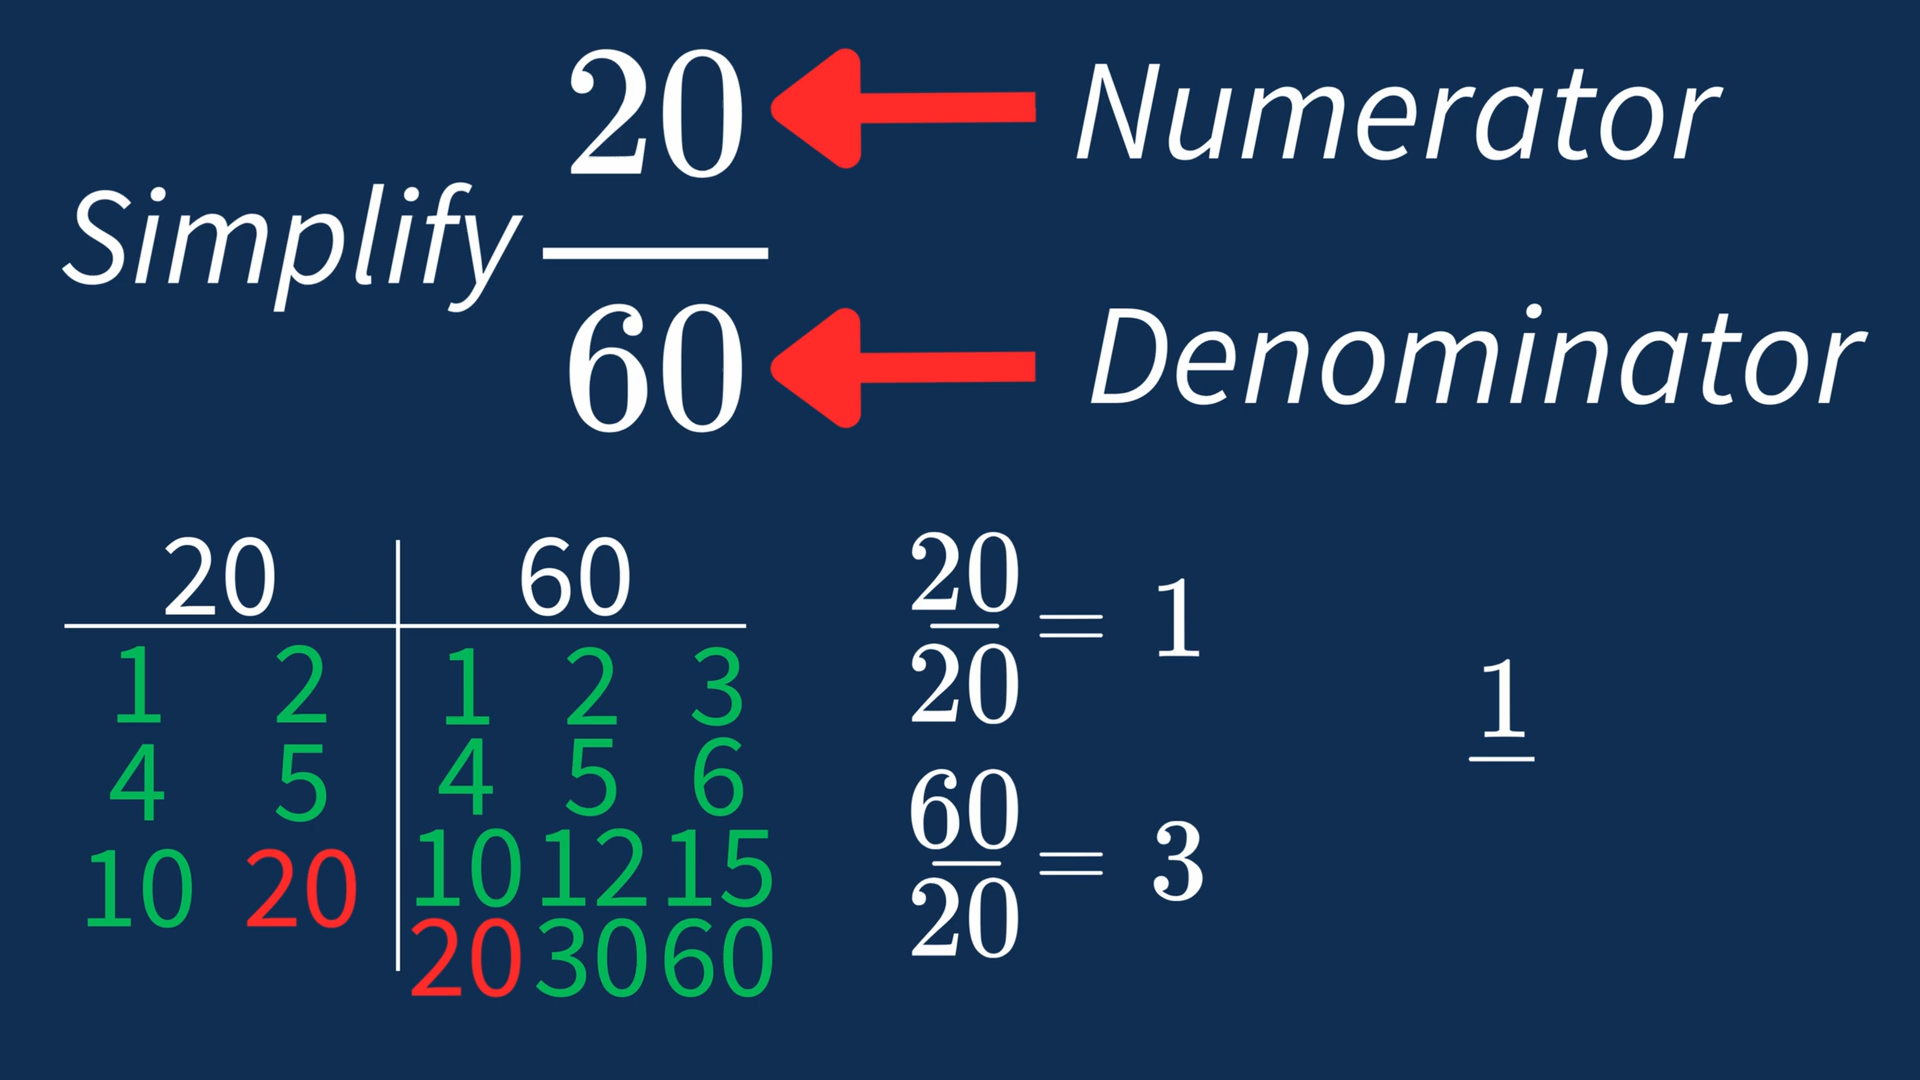 Simplify 20 Numerator
60 Denominator
20 60
1 2 1 2 3
4 5 4 5 6
10 20 10 12 15
20 30 60
20
20 = 1
60
20 = 3
1